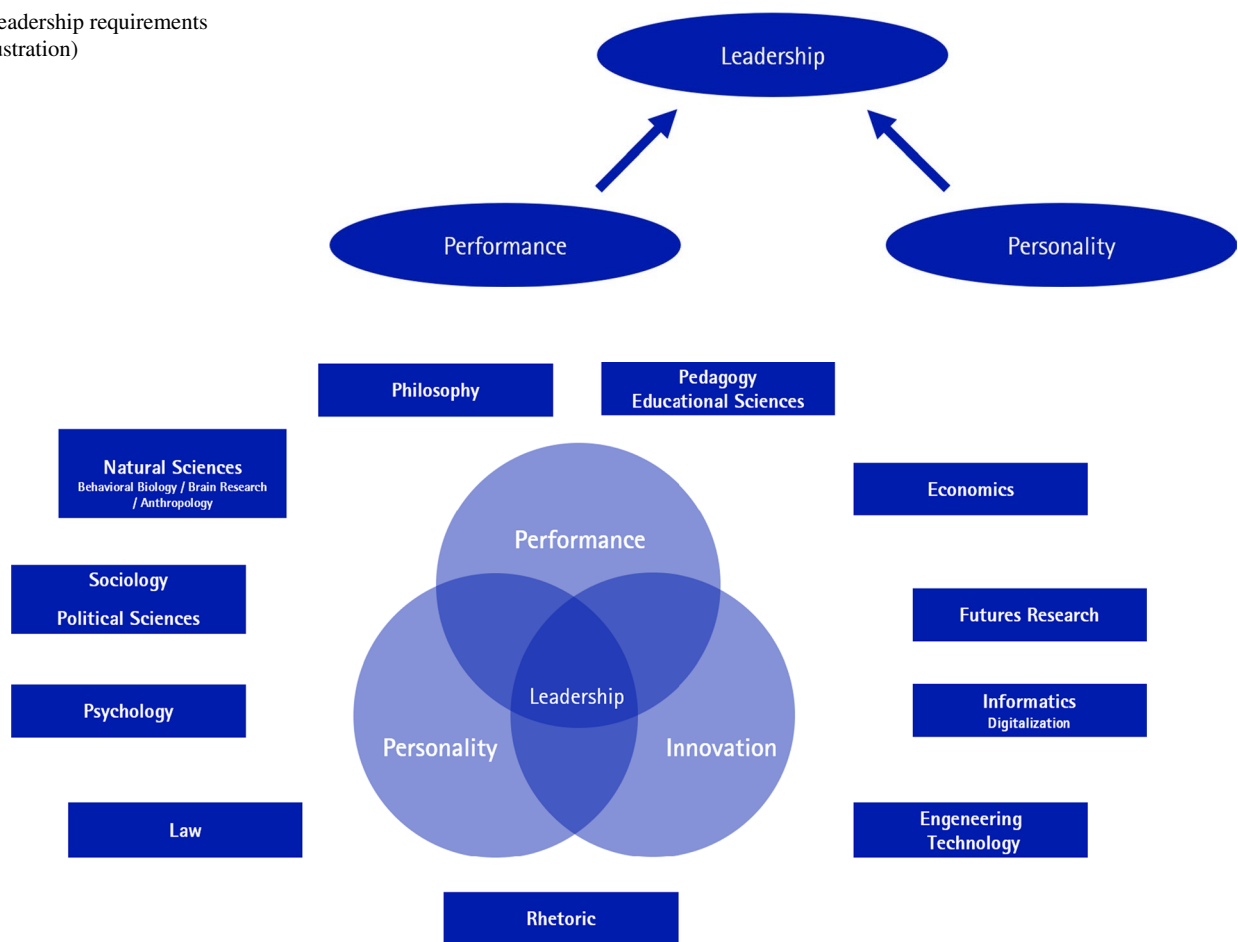 eadership requirements
ustration)
Leadership
Performance
Personality
Philosophy
Pedagogy
Educational Sciences
Natural Sciences
Behavioral Biology / Brain Research
/ Anthropology
Economics
Performance
Sociology
Political Sciences
Futures Research
Leadership
Psychology
Informatics
Digitalization
Personality
Innovation
Law
Engeneering
Technology
Rhetoric